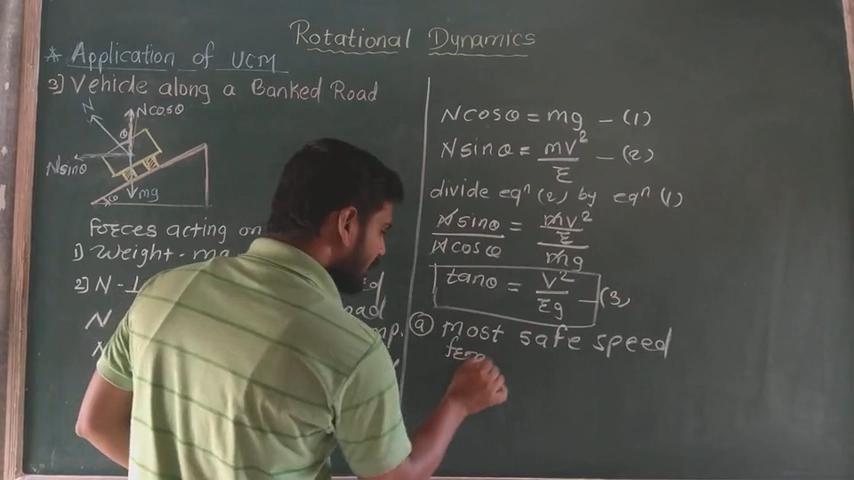 Rotational Dynamics
* Application of UCM
3] Vehicle along a Banked Road
N
Ncosθ
θ
Nsinθ
mg
θ
Forces acting on
1) Weight - mg
2) N - ⊥
N
Ncosθ = mg - (1)
Nsinθ = mv²/r - (2)
divide eqⁿ (2) by eqⁿ (1)
Nsinθ/Ncosθ = mv²/r/mg
tanθ = v²/rg - (3)
ⓐ most safe speed